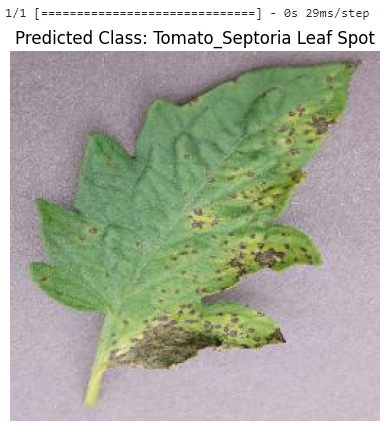 1/1 [==============================] - 0s 29ms/step
Predicted Class: Tomato_Septoria Leaf Spot